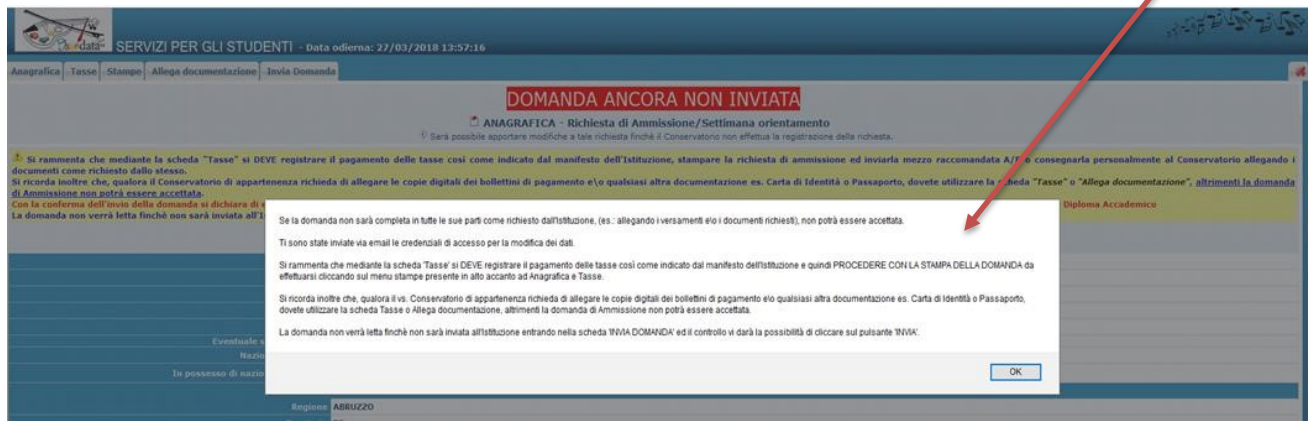 SERVIZI PER GLI STUDENTI - Data odierna: 27/03/2018 13:57:16
Anagrafica Tasse Stampe Allega documentazione Invia Domanda
DOMANDA ANCORA NON INVIATA
ANAGRAFICA - Richiesta di Ammissione/Settimana orientamento
Sarà possibile apportare modifiche a tale richiesta finchè il Conservatorio non effettua la registrazione della richiesta.
Si rammenta che mediante la scheda "Tasse" si DEVE registrare il pagamento delle tasse così come indicato dal manifesto dell'Istituzione, stampare la richiesta di ammissione ed inviarla mezzo raccomandata A/R o consegnarla personalmente al Conservatorio allegando i
documenti come richiesto dallo stesso.
Si ricorda inoltre che, qualora il Conservatorio di appartenenza richieda di allegare le copie digitali dei bollettini di pagamento e\o qualsiasi altra documentazione es. Carta di Identità o Passaporto, dovete utilizzare la scheda "Tasse" o "Allega documentazione", altrimenti la domanda
di Ammissione non potrà essere accettata.
Con la conferma dell'invio della domanda si dichiara di Diploma Accademico
La domanda non verrà letta finchè non sarà inviata
Se la domanda non sarà completa in tutte le sue parti come richiesto dall'Istituzione, (es.: allegando i versamenti e\o i documenti richiesti), non potrà essere accettata.
Ti sono state inviate via email le credenziali di accesso per la modifica dei dati.
Si rammenta che mediante la scheda 'Tasse' si DEVE registrare il pagamento delle tasse così come indicato dal manifesto dell'Istituzione e quindi PROCEDERE CON LA STAMPA DELLA DOMANDA da
effettuarsi cliccando sul menu stampe presente in alto accanto ad Anagrafica e Tasse.
Si ricorda inoltre che, qualora il vs. Conservatorio di appartenenza richieda di allegare le copie digitali dei bollettini di pagamento e\o qualsiasi altra documentazione es. Carta di Identità o Passaporto,
dovete utilizzare la scheda Tasse o Allega documentazione, altrimenti la domanda di Ammissione non potrà essere accettata.
La domanda non verrà letta finchè non sarà inviata all'Istituzione entrando nella scheda 'INVIA DOMANDA' ed il controllo vi darà la possibilità di cliccare sul pulsante 'INVIA'.
OK
Eventuale
Nazio
In possesso di nazio
Regione ABRUZZO